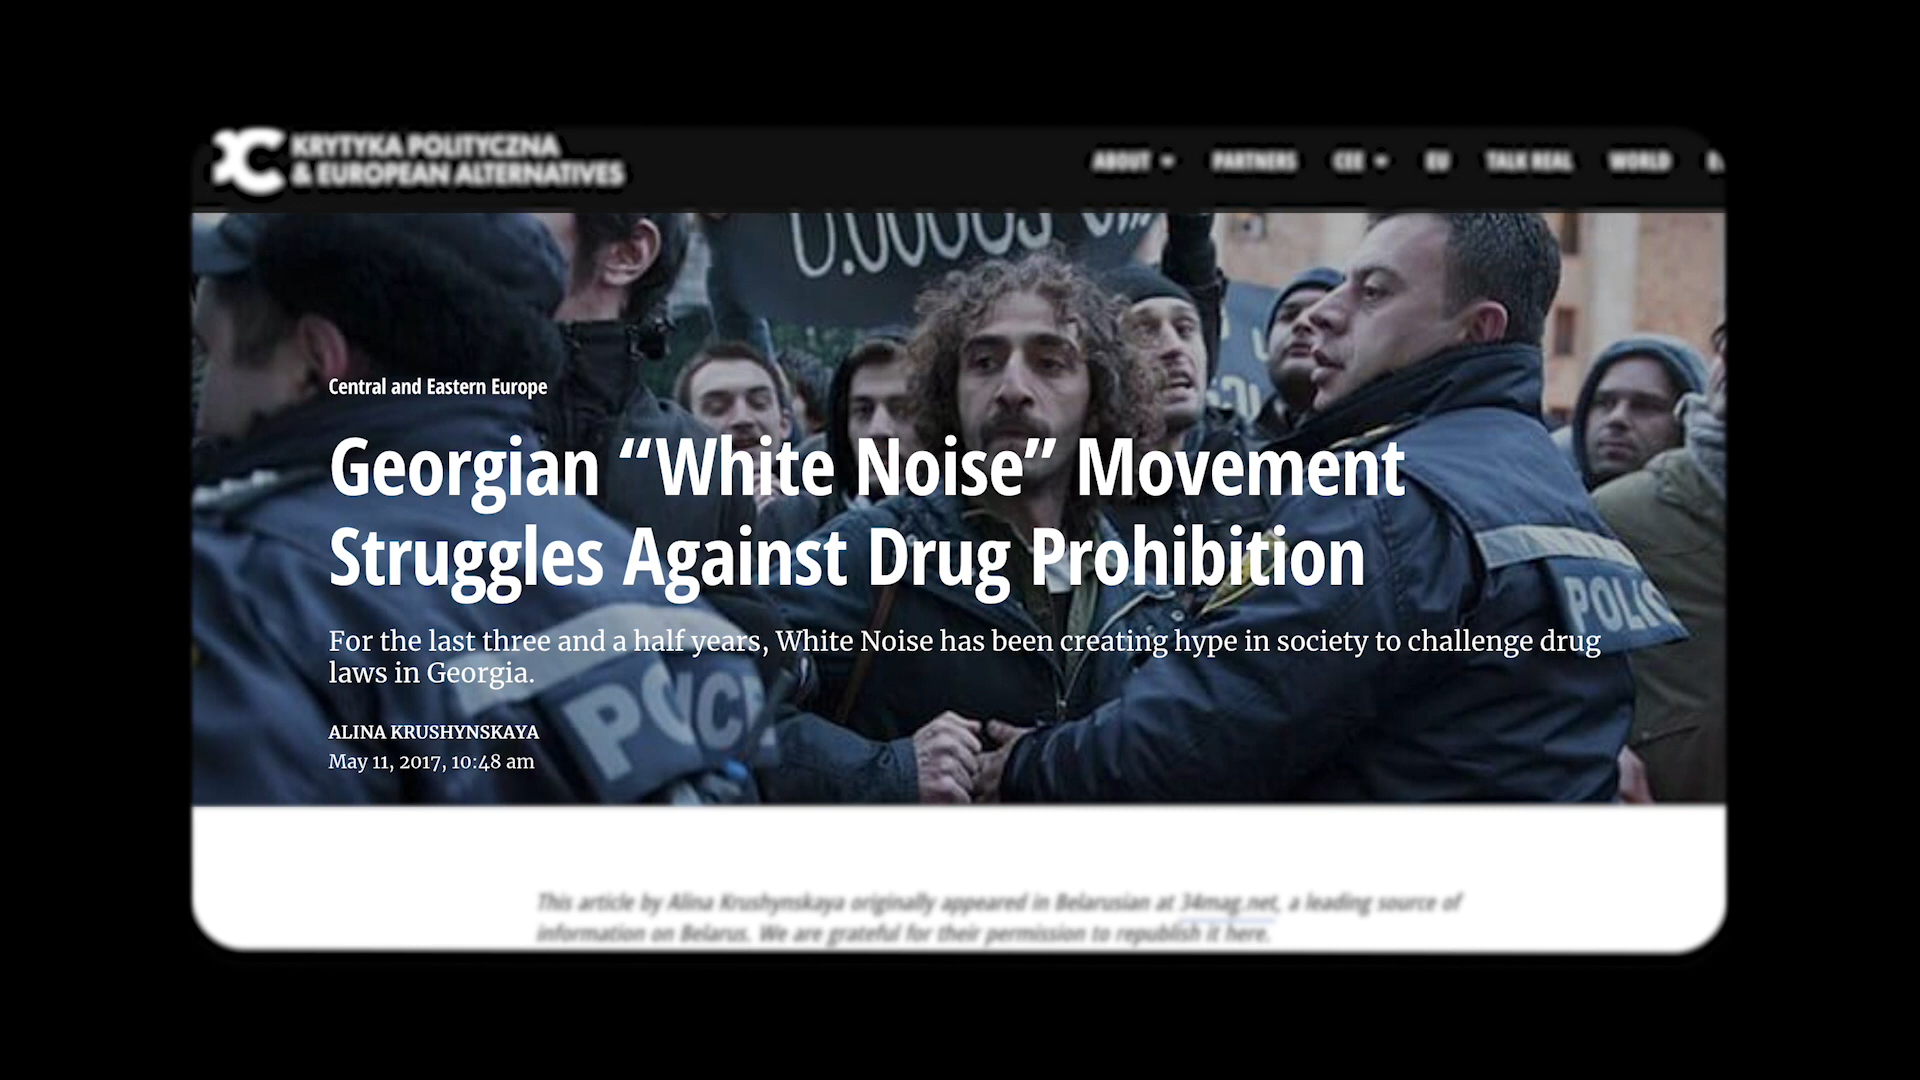 KRYTYKA POLITYCZNA
& EUROPEAN ALTERNATIVES
ABOUT PARTNERS CEE EU TALK REAL WORLD
0.00003
Central and Eastern Europe
Georgian “White Noise” Movement
Struggles Against Drug Prohibition
For the last three and a half years, White Noise has been creating hype in society to challenge drug
laws in Georgia.
POLIC
POLICE
ALINA KRUSHYNSKAYA
May 11, 2017, 10:48 am
This article by Alina Krushynskaya originally appeared in Belarusian at 34mag.net, a leading source of
information on Belarus. We are grateful for their permission to republish it here.